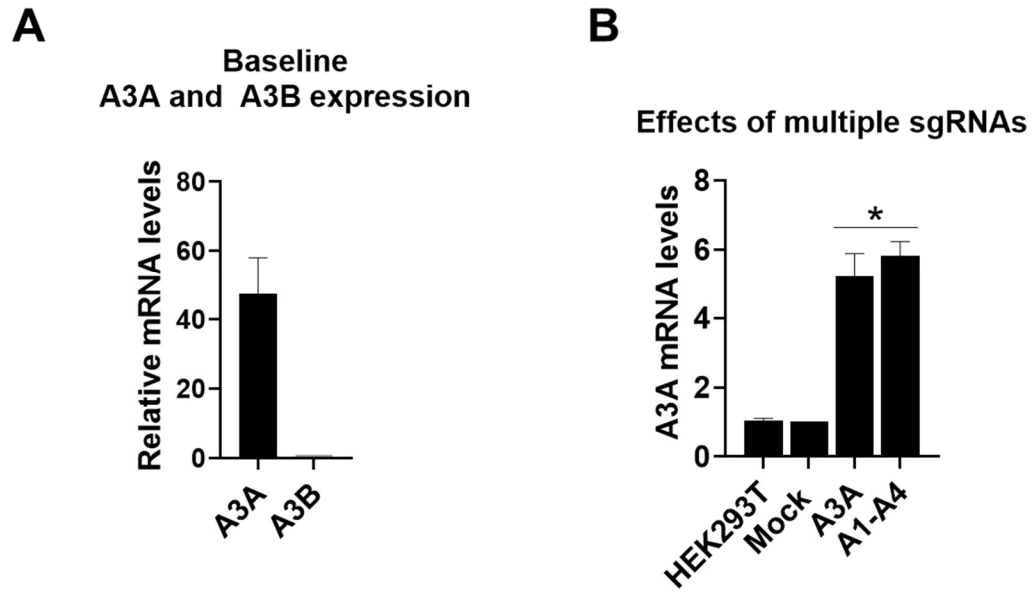 A
Baseline
A3A and A3B expression
Relative mRNA levels
80
60
40
20
0
A3A
A3B
B
Effects of multiple sgRNAs
A3A mRNA levels
8
6
4
2
0
*
HEK293T
Mock
A3A
A1-A4